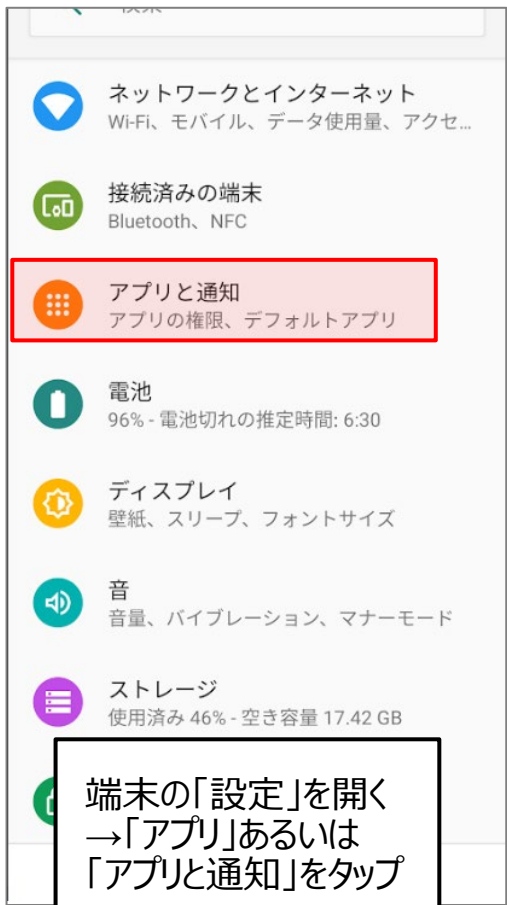 ネットワークとインターネット
Wi-Fi、モバイル、データ使用量、アクセ...
接続済みの端末
Bluetooth、NFC
アプリと通知
アプリの権限、デフォルトアプリ
電池
96% - 電池切れの推定時間: 6:30
ディスプレイ
壁紙、スリープ、フォントサイズ
音
音量、バイブレーション、マナーモード
ストレージ
使用済み 46% - 空き容量 17.42 GB
端末の「設定」を開く
→「アプリ」あるいは
「アプリと通知」をタップ